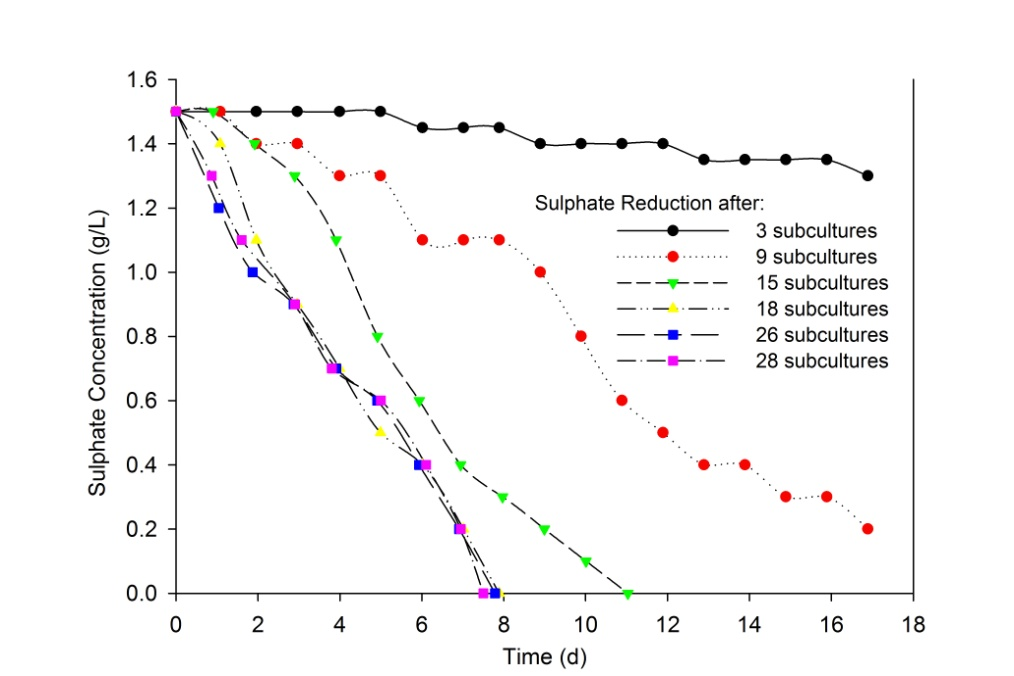 1.6
1.4
1.2
1.0
0.8
0.6
0.4
0.2
0.0
Sulphate Concentration (g/L)
Sulphate Reduction after:
3 subcultures
9 subcultures
15 subcultures
18 subcultures
26 subcultures
28 subcultures
0 2 4 6 8 10 12 14 16 18
Time (d)